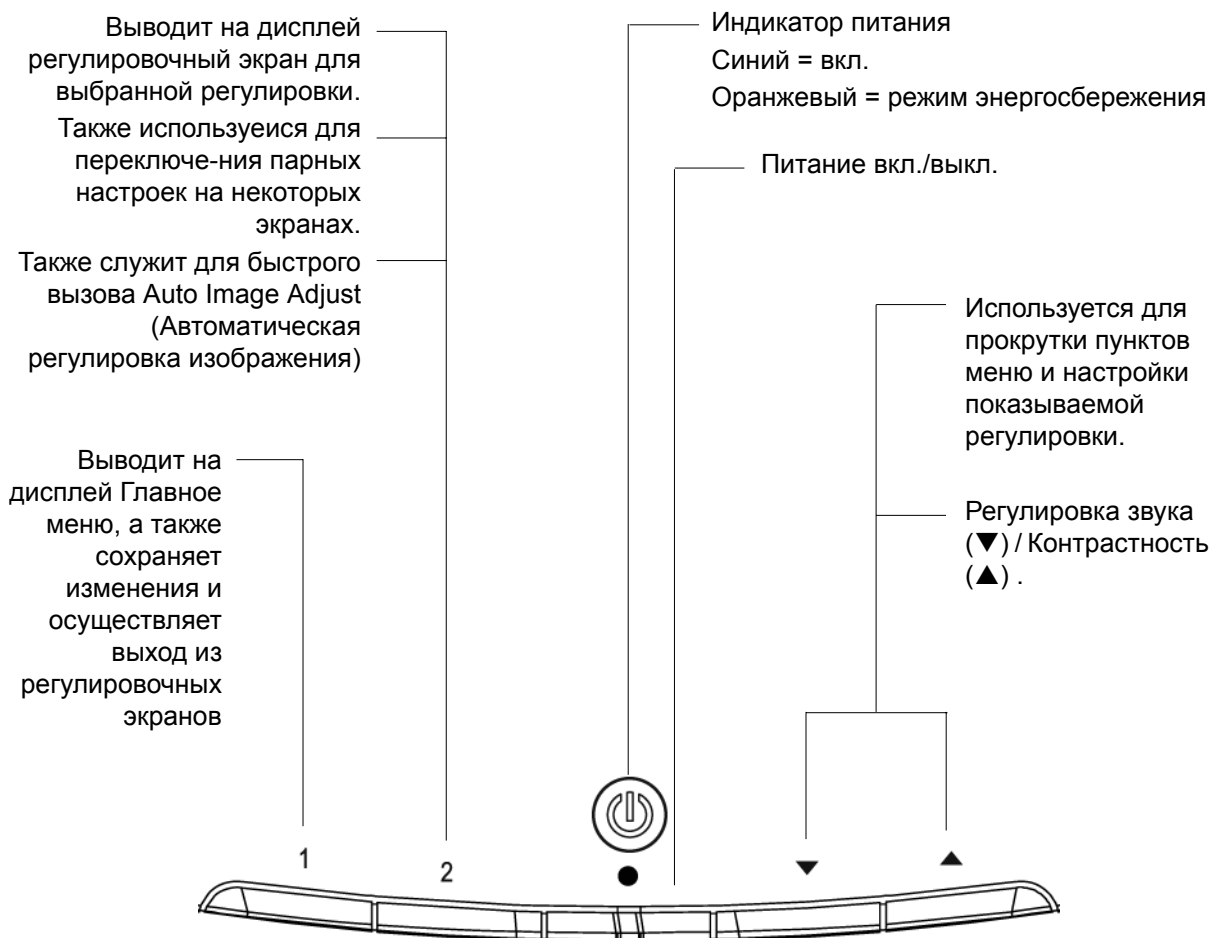 Выводит на дисплей
регулировочный экран для
выбранной регулировки.
Также используеися для
переключе-ния парных
настроек на некоторых
экранах.
Также служит для быстрого
вызова Auto Image Adjust
(Автоматическая
регулировка изображения)
Выводит на
дисплей Главное
меню, а также
сохраняет
изменения и
осуществляет
выход из
регулировочных
экранов
Индикатор питания
Синий = вкл.
Оранжевый = режим энергосбережения
Питание вкл./выкл.
Используется для
прокрутки пунктов
меню и настройки
показываемой
регулировки.
Регулировка звука
(▼) / Контрастность
(▲) .
1
2